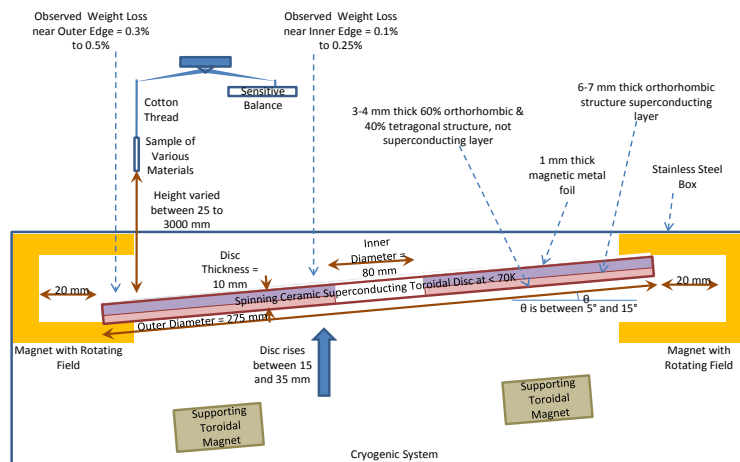 Observed Weight Loss
near Outer Edge = 0.3%
to 0.5%
Observed Weight Loss
near Inner Edge = 0.1%
to 0.25%
Cotton
Thread
Sensitive
Balance
Sample of
Various
Materials
Height varied
between 25 to
3000 mm
3-4 mm thick 60% orthorhombic &
40% tetragonal structure, not
superconducting layer
6-7 mm thick orthorhombic
structure superconducting
layer
1 mm thick
magnetic metal
foil
Stainless Steel
Box
Inner
Diameter =
80 mm
Disc
Thickness =
10 mm
20 mm
Spinning Ceramic Superconducting Toroidal Disc at < 70K
20 mm
Outer Diameter = 275 mm
θ
θ is between 5° and 15°
Magnet with Rotating
Field
Disc rises
between 15
and 35 mm
Magnet with
Rotating Field
Supporting
Toroidal
Magnet
Supporting
Toroidal
Magnet
Cryogenic System